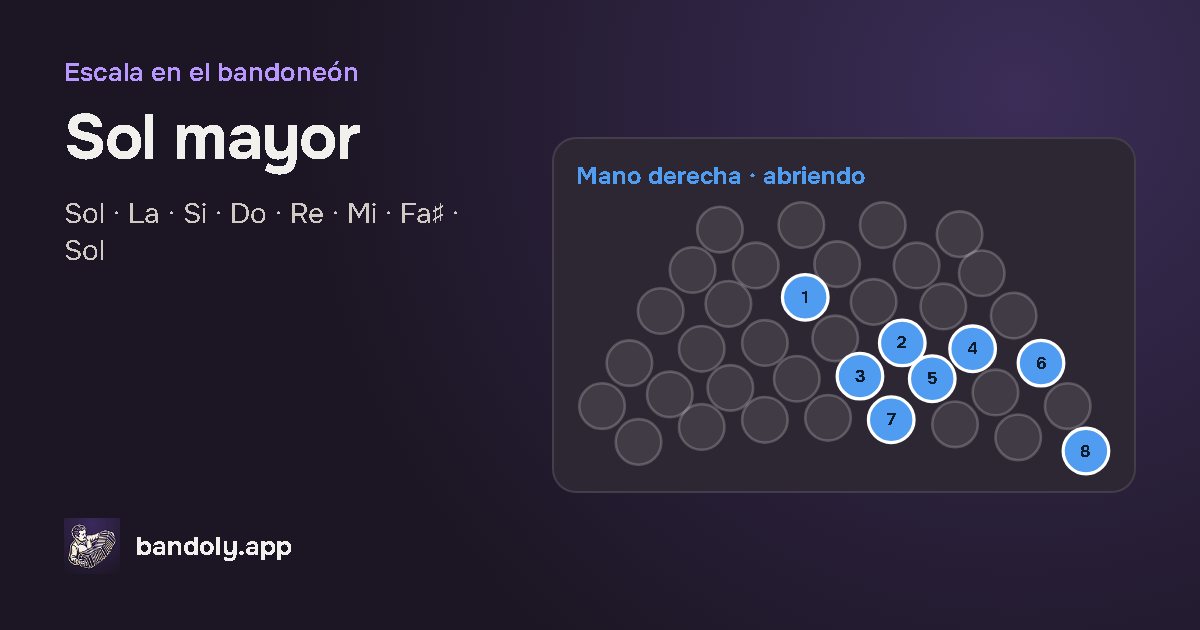 Escala en el bandoneón
Sol mayor
Sol · La · Si · Do · Re · Mi · Fa♯ ·
Sol
Mano derecha · abriendo
1
2
4
3
5
6
7
8
bandoly.app